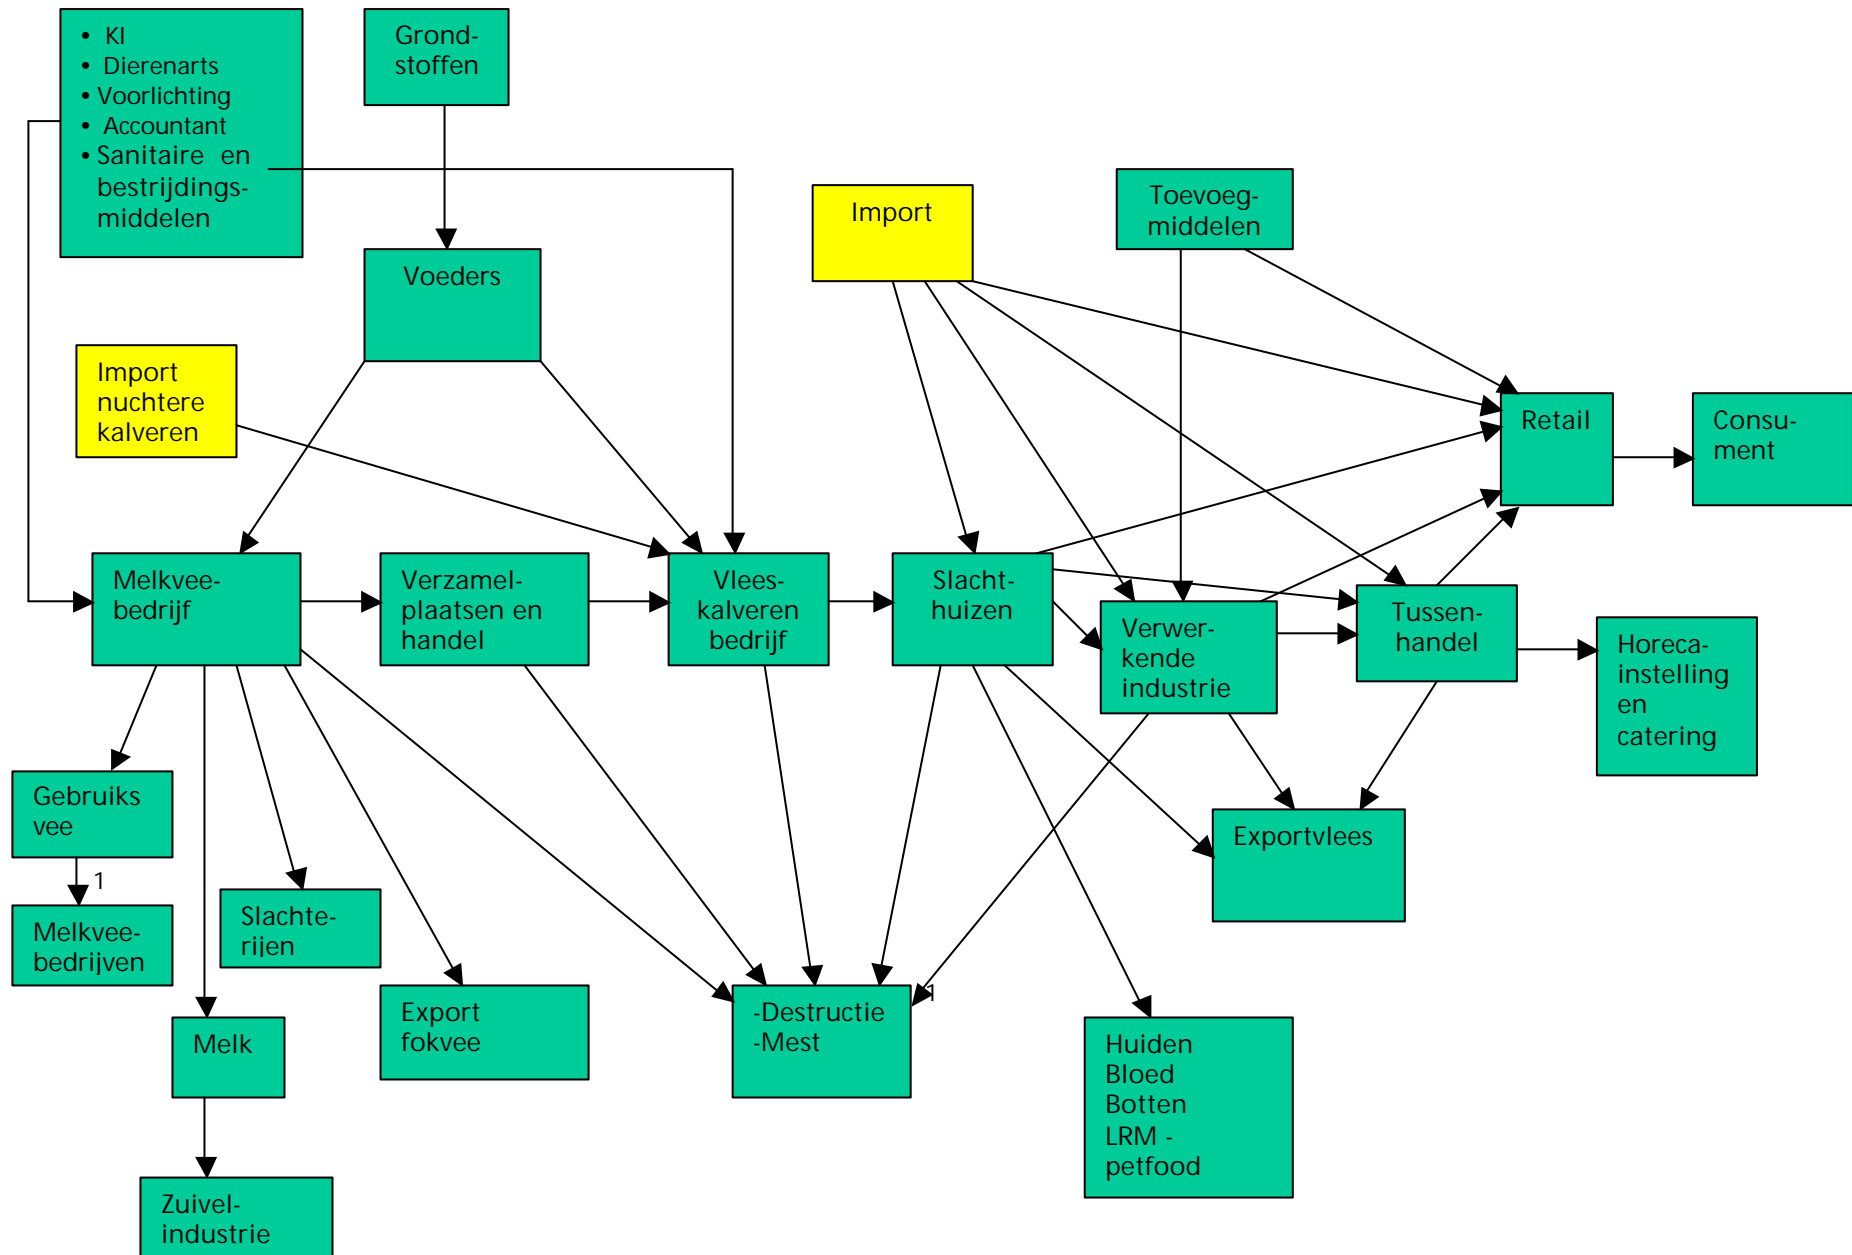 • KI
• Dierenarts
• Voorlichting
• Accountant
• Sanitaire en
bestrijdings-
middelen
Grond-
stoffen
Voeders
Import
nuchtere
kalveren
Import
Toevoeg-
middelen
Retail
Consu-
ment
Melkvee-
bedrijf
Verzamel-
plaatsen en
handel
Vlees-
kalveren
bedrijf
Slacht-
huizen
Verwer-
kende
industrie
Tussen-
handel
Horeca-
instelling
en
catering
Gebruiks
vee
1
Melkvee-
bedrijven
Slachte-
rijen
Exportvlees
Melk
Export
fokvee
-Destructie
-Mest
1
Huiden
Bloed
Botten
LRM -
petfood
Zuivel-
industrie